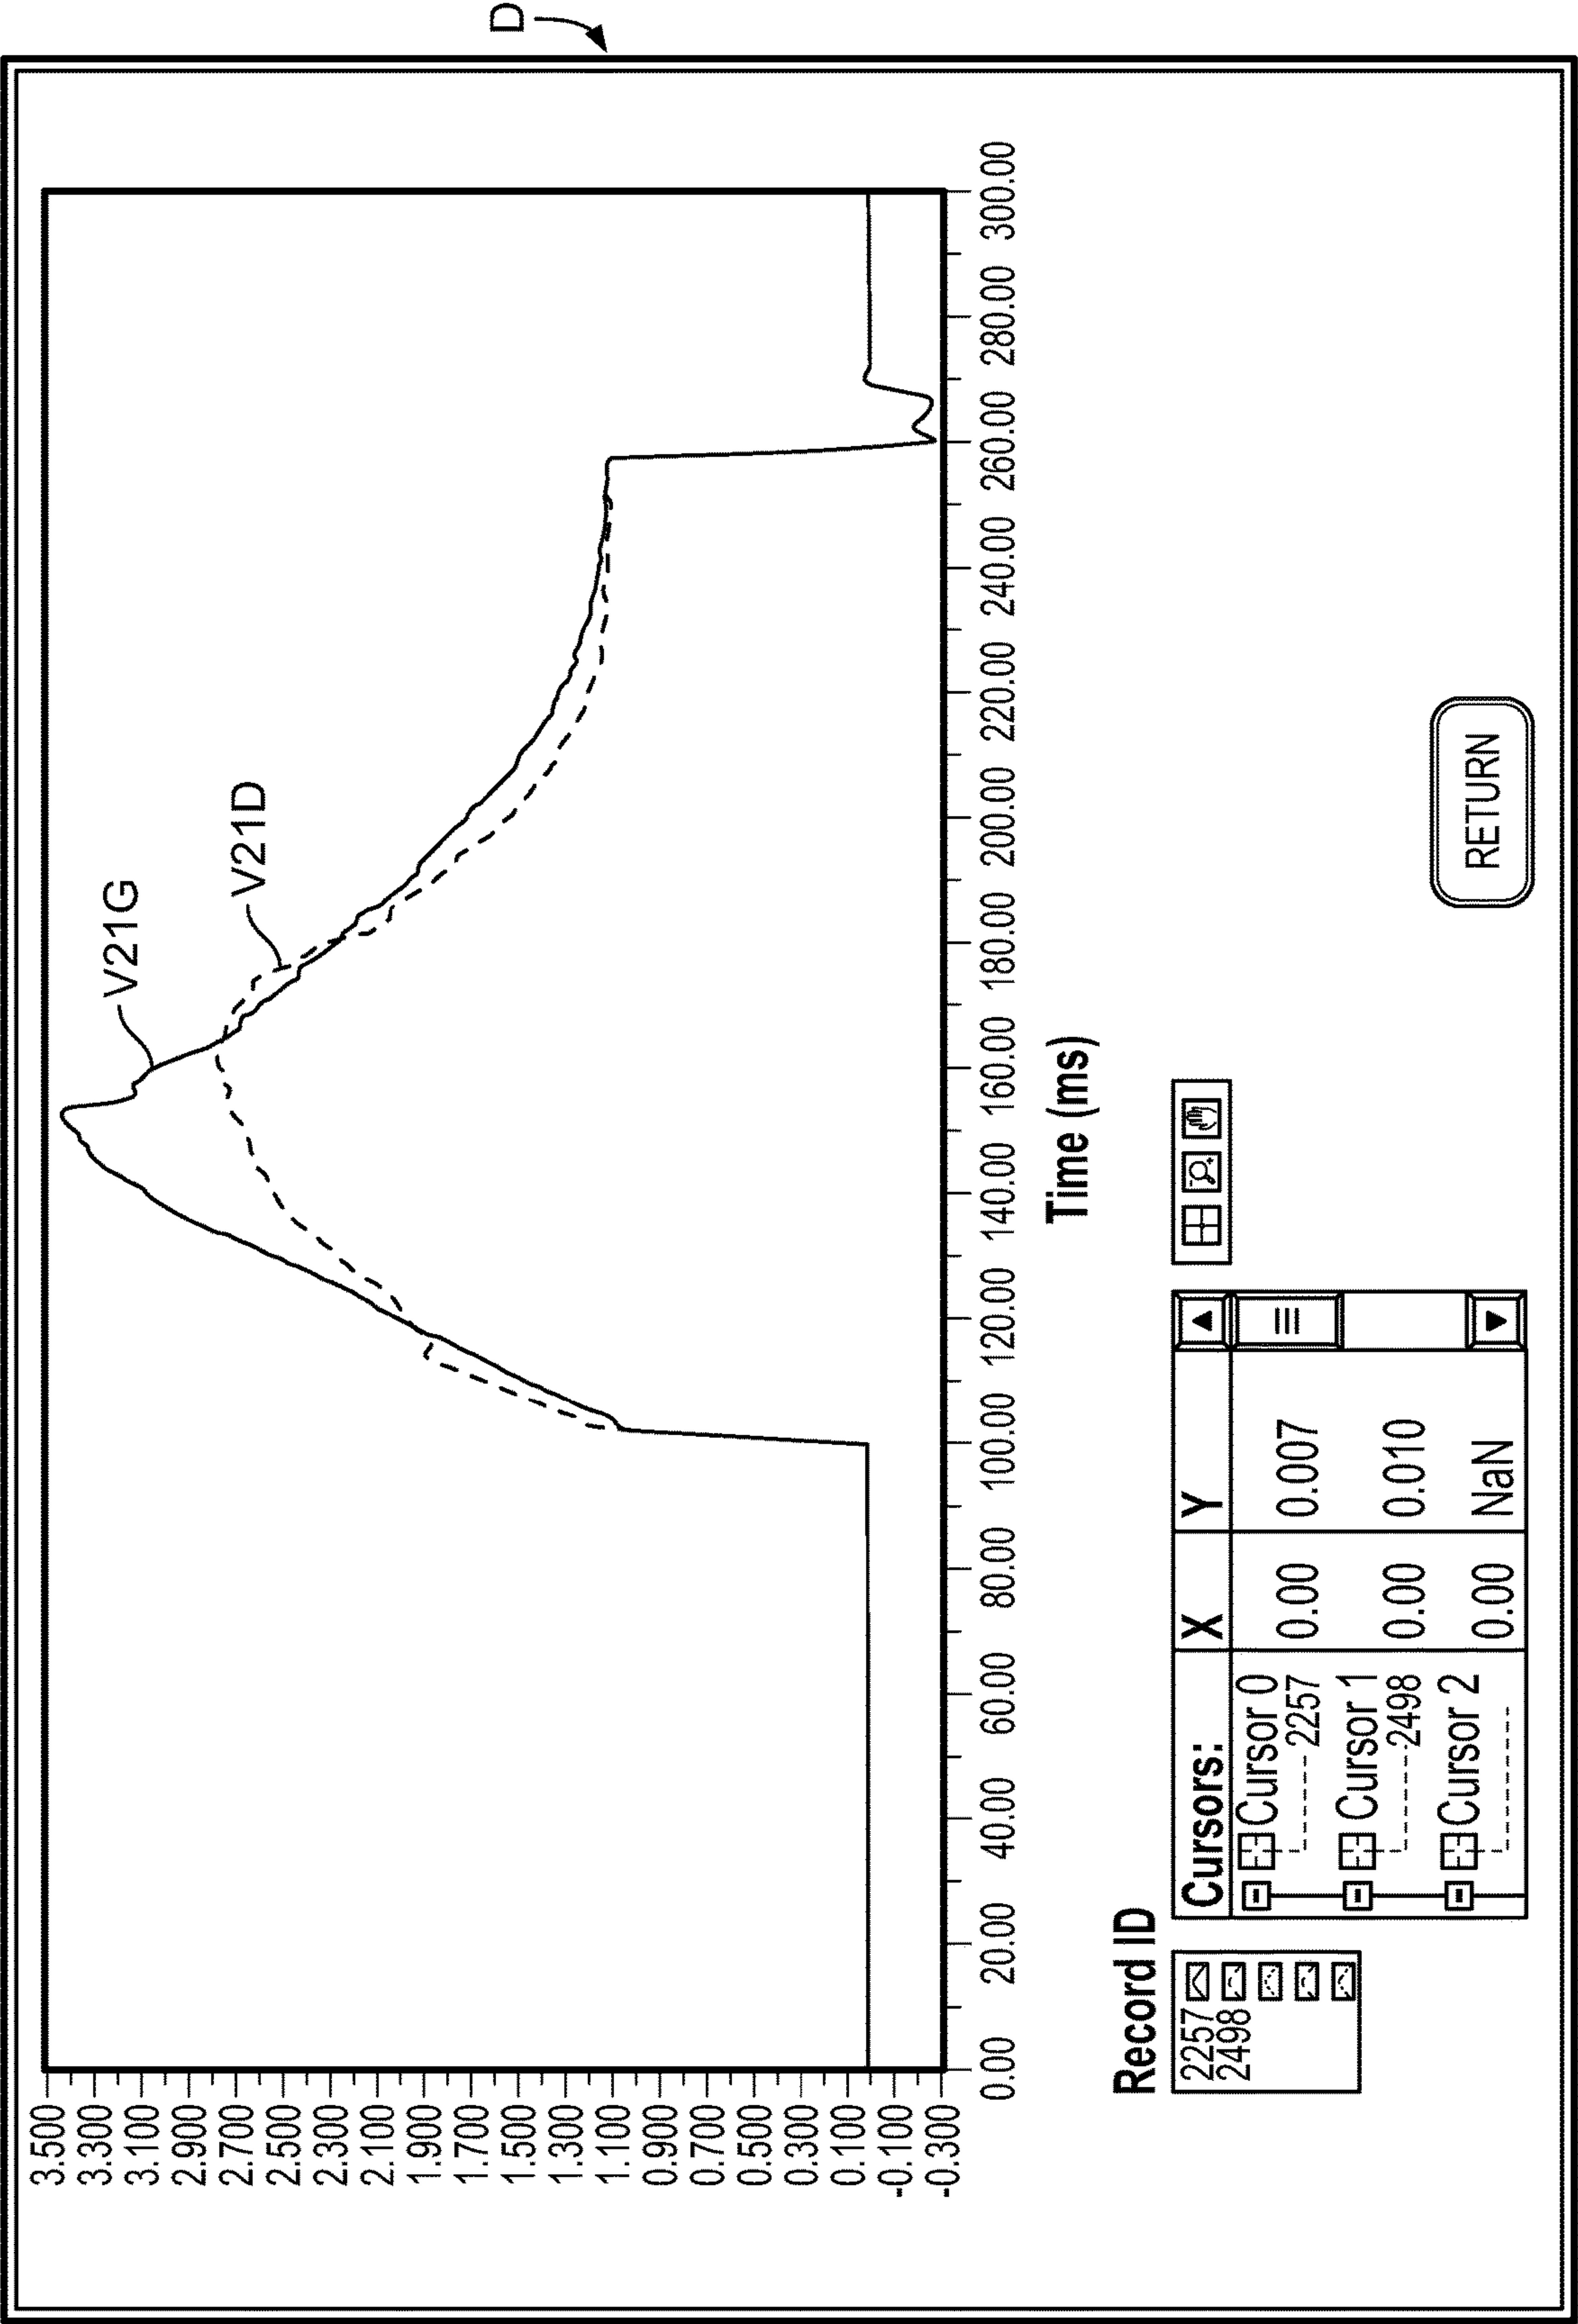 D
3.500
3.300
3.100
2.900
2.700
2.500
2.300
2.100
1.900
1.700
1.500
1.300
1.100
0.900
0.700
0.500
0.300
0.100
-0.100
-0.300
V21G
V21D
0.00 20.00 40.00 60.00 80.00 100.00 120.00 140.00 160.00 180.00 200.00 220.00 240.00 260.00 280.00 300.00
Time (ms)
Record ID
2257
2498
Cursors: X Y
Cursor 0 0.00 0.007
2257
Cursor 1 0.00 0.010
2498
Cursor 2 0.00 NaN
RETURN